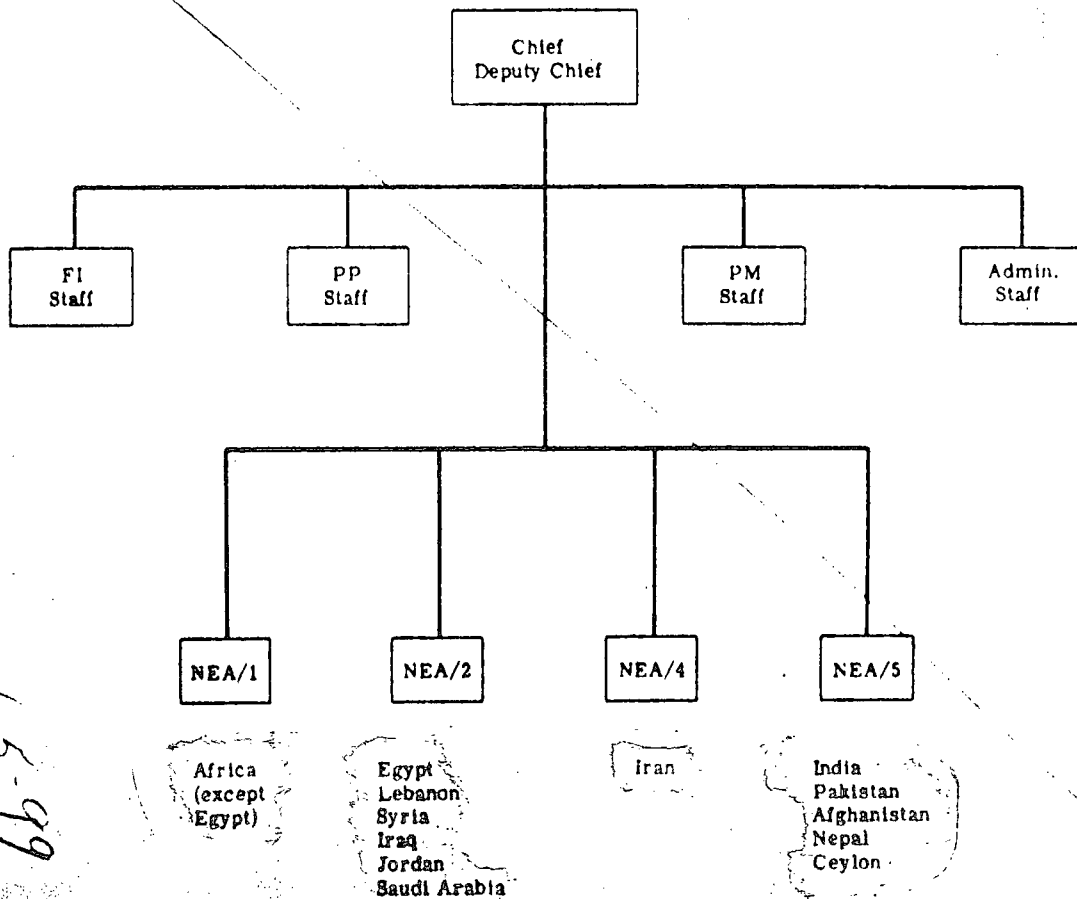 Chief
Deputy Chief
FI
Staff
PP
Staff
PM
Staff
Admin.
Staff
NEA/1
NEA/2
NEA/4
NEA/5
Africa
(except
Egypt)
Egypt
Lebanon
Syria
Iraq
Jordan
Saudi Arabia
Iran
India
Pakistan
Afghanistan
Nepal
Ceylon